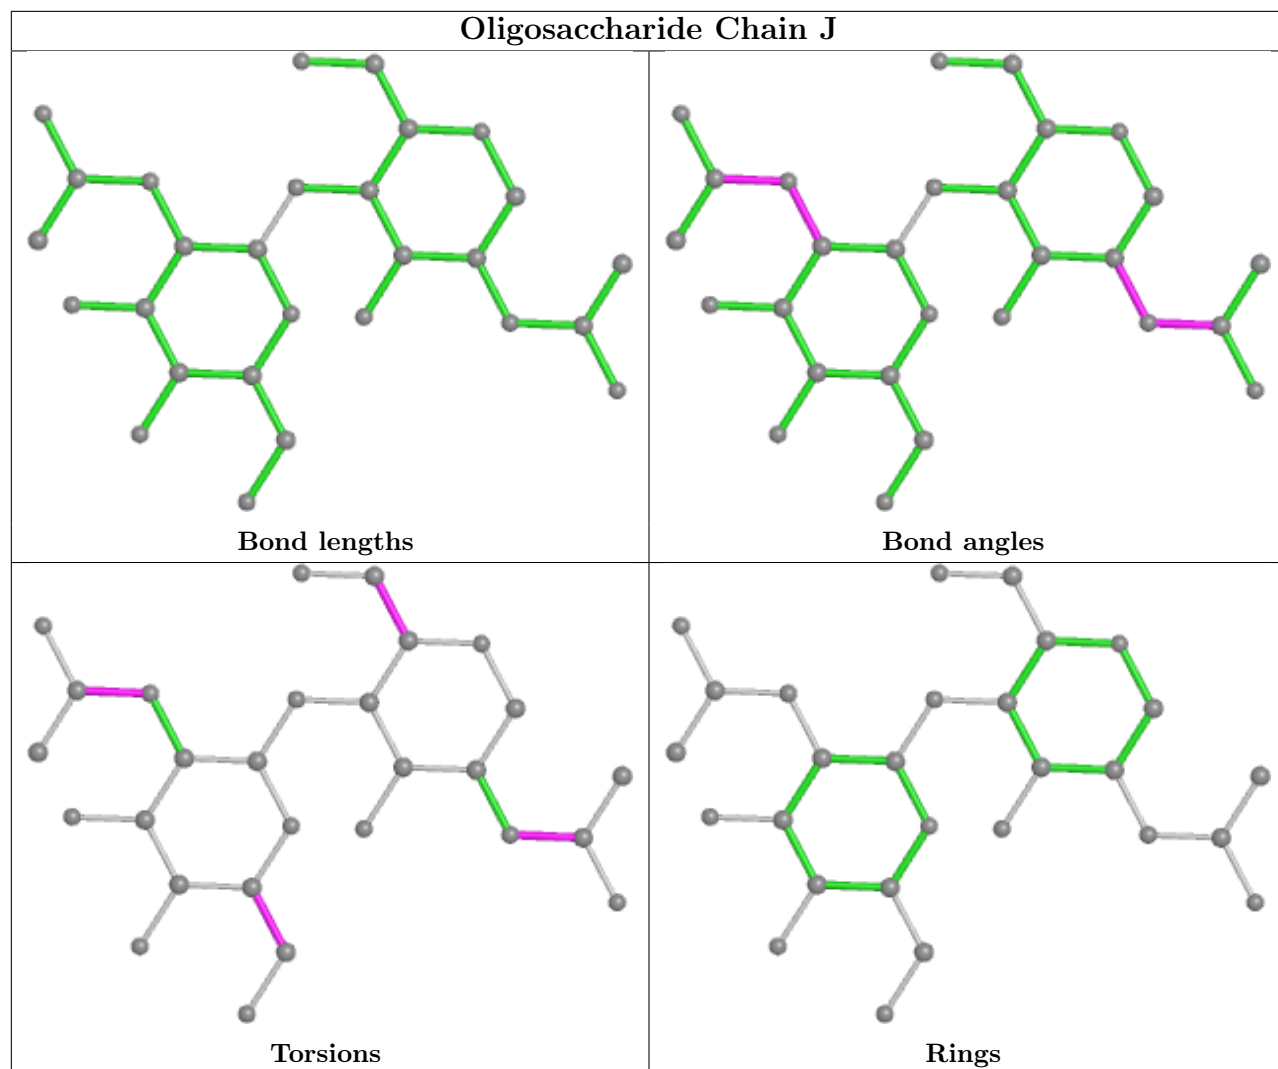 Oligosaccharide Chain J
Bond lengths
Bond angles
Torsions
Rings